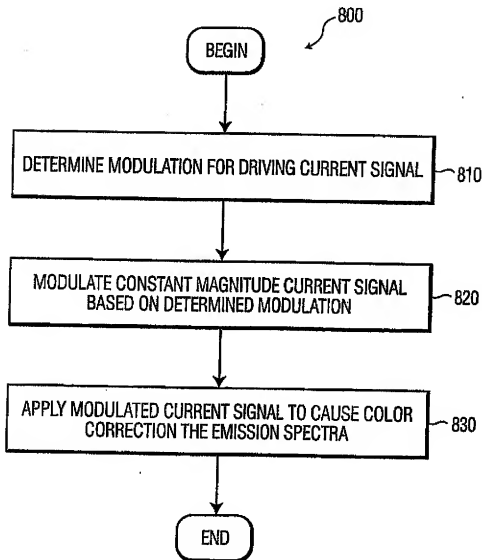 800
BEGIN
DETERMINE MODULATION FOR DRIVING CURRENT SIGNAL
810
MODULATE CONSTANT MAGNITUDE CURRENT SIGNAL
BASED ON DETERMINED MODULATION
820
APPLY MODULATED CURRENT SIGNAL TO CAUSE COLOR
CORRECTION THE EMISSION SPECTRA
830
END